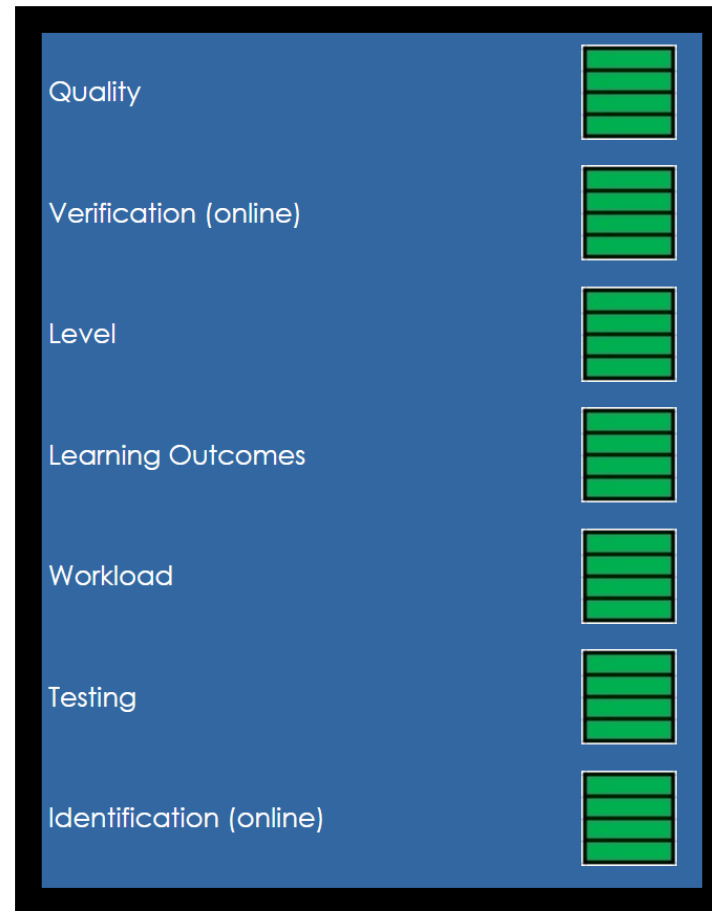 Quality
Verification (online)
Level
Learning Outcomes
Workload
Testing
Identification (online)